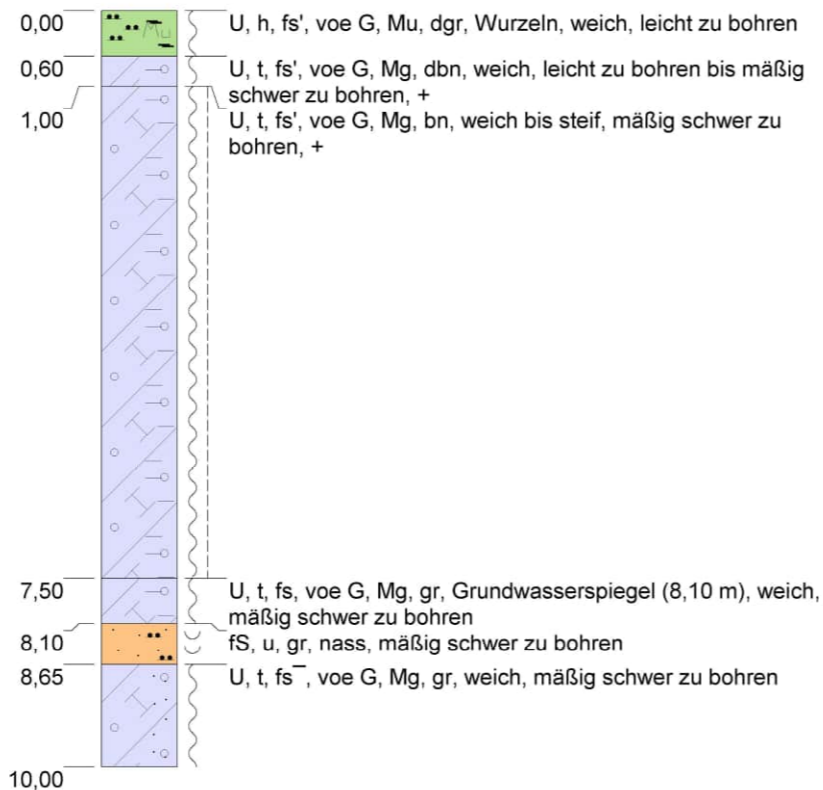 0,00 U, h, fs', voe G, Mu, dgr, Wurzeln, weich, leicht zu bohren
0,60 U, t, fs', voe G, Mg, dbn, weich, leicht zu bohren bis mäßig
schwer zu bohren, +
1,00 U, t, fs', voe G, Mg, bn, weich bis steif, mäßig schwer zu
bohren, +
7,50 U, t, fs, voe G, Mg, gr, Grundwasserspiegel (8,10 m), weich,
mäßig schwer zu bohren
8,10 fS, u, gr, nass, mäßig schwer zu bohren
8,65 U, t, fs¯, voe G, Mg, gr, weich, mäßig schwer zu bohren
10,00